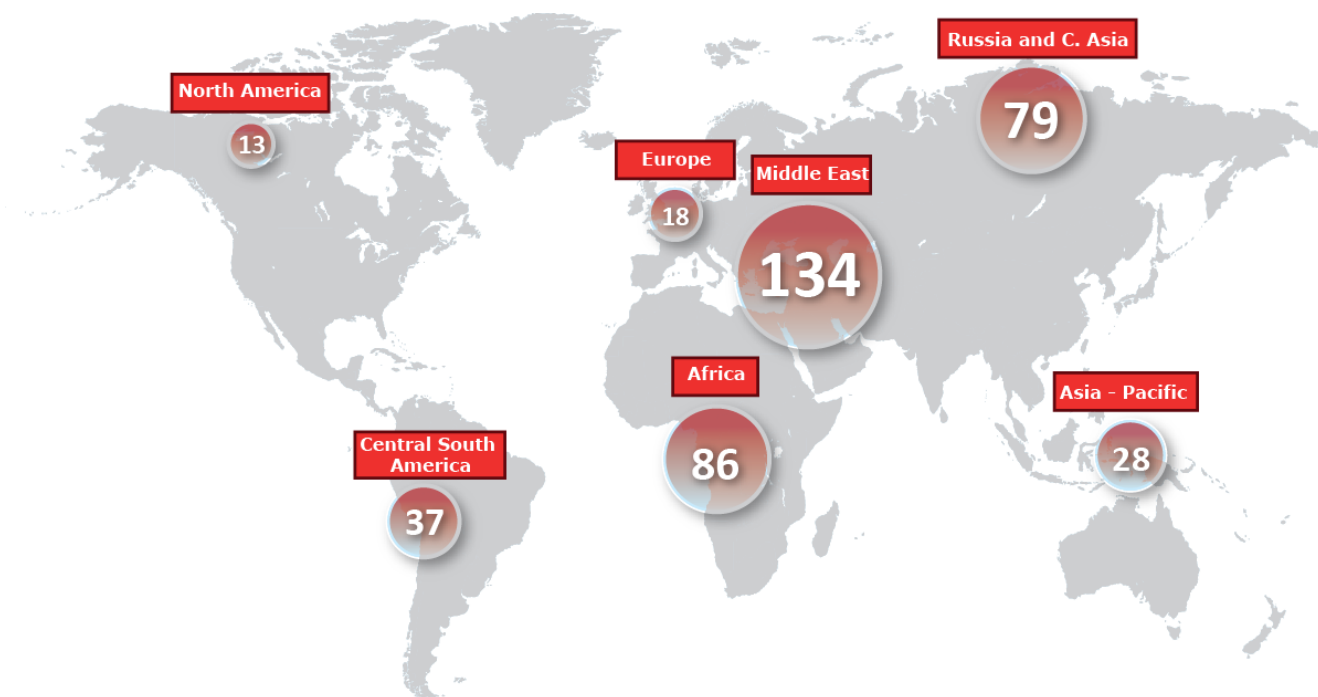 Russia and C. Asia
79
North America
13
Europe
18
Middle East
134
Africa
86
Asia - Pacific
28
Central South
America
37